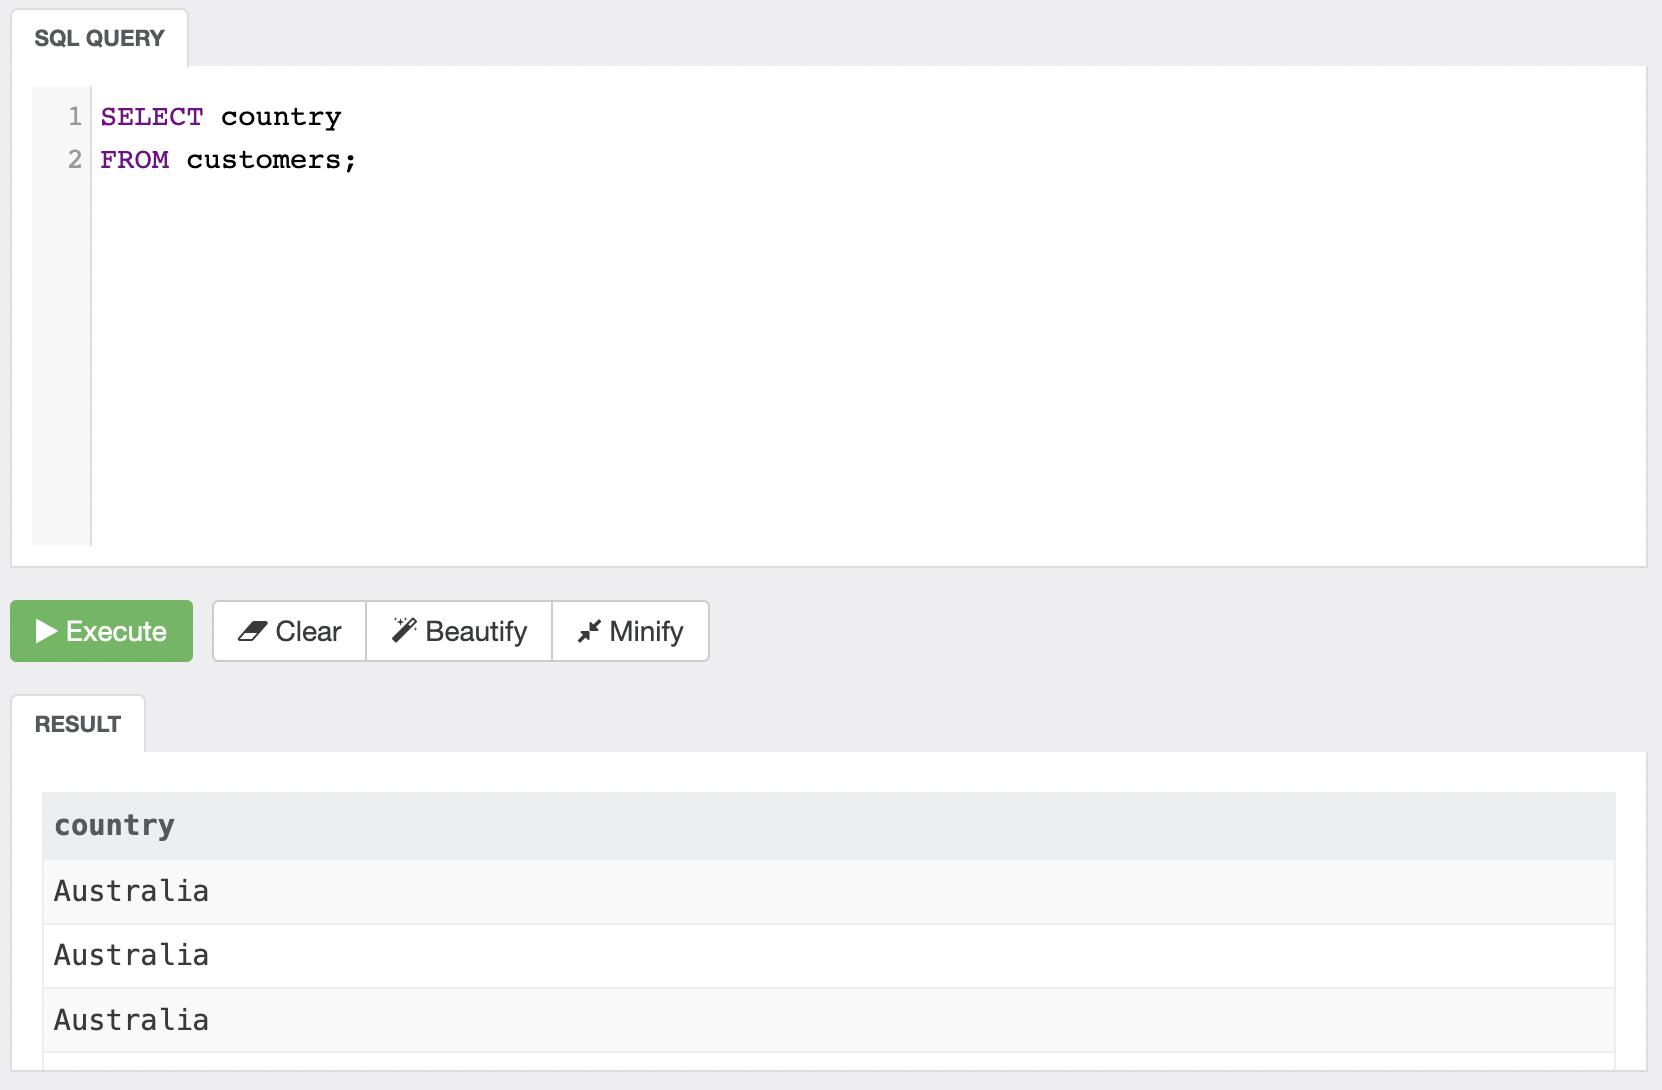 SQL QUERY
1 SELECT country
2 FROM customers;
Execute Clear Beautify Minify
RESULT
country
Australia
Australia
Australia